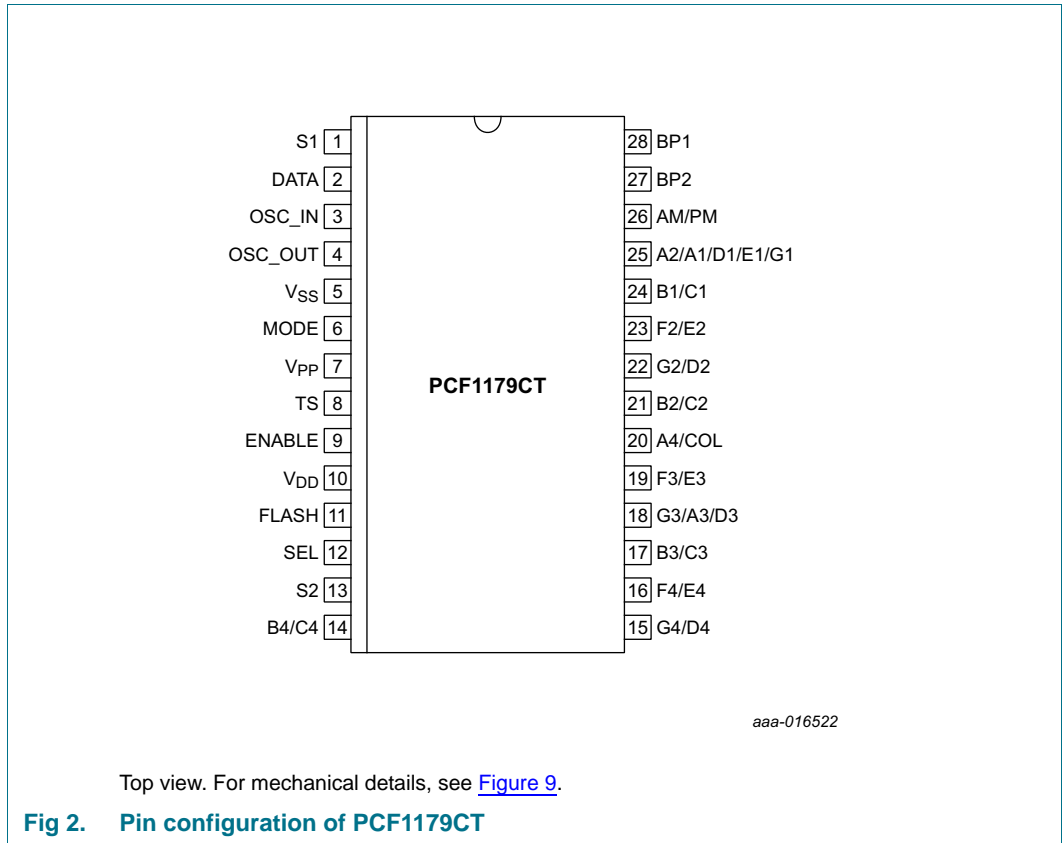 S1 1 28 BP1
DATA 2 27 BP2
OSC_IN 3 26 AM/PM
OSC_OUT 4 25 A2/A1/D1/E1/G1
VSS 5 24 B1/C1
MODE 6 23 F2/E2
VPP 7 22 G2/D2
PCF1179CT
TS 8 21 B2/C2
ENABLE 9 20 A4/COL
VDD 10 19 F3/E3
FLASH 11 18 G3/A3/D3
SEL 12 17 B3/C3
S2 13 16 F4/E4
B4/C4 14 15 G4/D4
aaa-016522
Top view. For mechanical details, see Figure 9.
Fig 2. Pin configuration of PCF1179CT